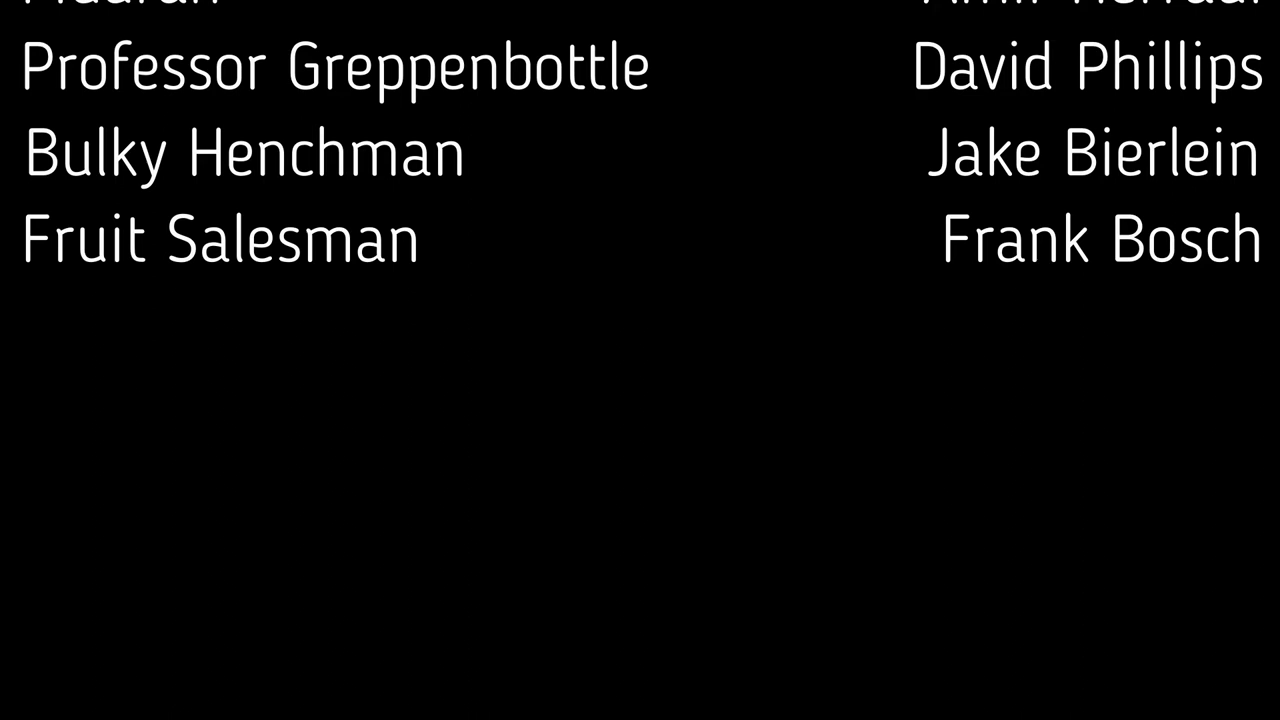 Professor Greppenbottle David Phillips
Bulky Henchman Jake Bierlein
Fruit Salesman Frank Bosch